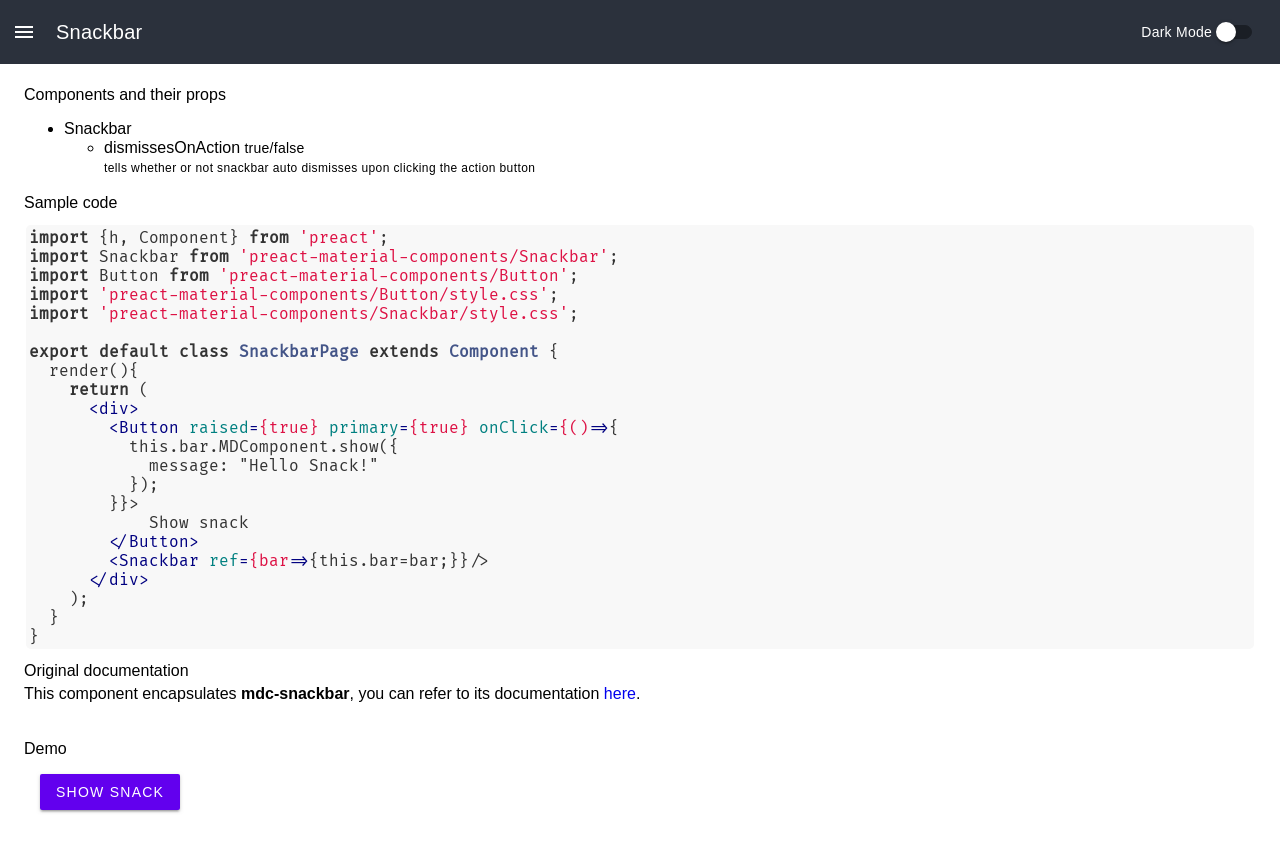 Snackbar
Dark Mode
Components and their props
Snackbar
dismissesOnAction true/false
tells whether or not snackbar auto dismisses upon clicking the action button
Sample code
import {h, Component} from 'preact';
import Snackbar from 'preact-material-components/Snackbar';
import Button from 'preact-material-components/Button';
import 'preact-material-components/Button/style.css';
import 'preact-material-components/Snackbar/style.css';
export default class SnackbarPage extends Component {
  render(){
    return (
      <div>
        <Button raised={true} primary={true} onClick={()=>{
          this.bar.MDComponent.show({
            message: "Hello Snack!"
          });
        }}>
            Show snack
        </Button>
        <Snackbar ref={bar=>{this.bar=bar;}}/>
      </div>
    );
  }
}
Original documentation
This component encapsulates mdc-snackbar, you can refer to its documentation here.
Demo
SHOW SNACK